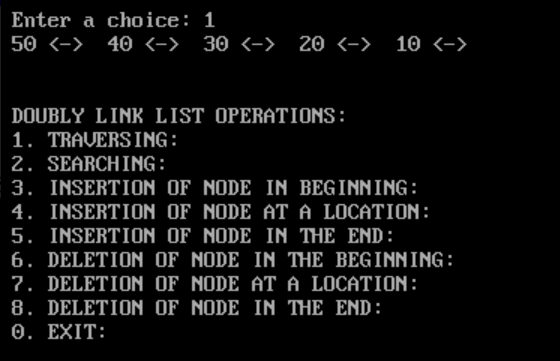 Enter a choice: 1
50 <-> 40 <-> 30 <-> 20 <-> 10 <->
DOUBLY LINK LIST OPERATIONS:
1. TRAVERSING:
2. SEARCHING:
3. INSERTION OF NODE IN BEGINNING:
4. INSERTION OF NODE AT A LOCATION:
5. INSERTION OF NODE IN THE END:
6. DELETION OF NODE IN THE BEGINNING:
7. DELETION OF NODE AT A LOCATION:
8. DELETION OF NODE IN THE END:
0. EXIT: